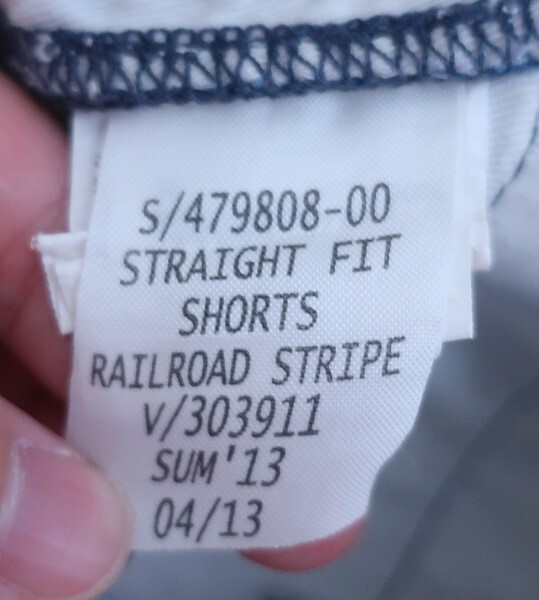 S/479808-00
STRAIGHT FIT
SHORTS
RAILROAD STRIPE
V/303911
SUM'13
04/13